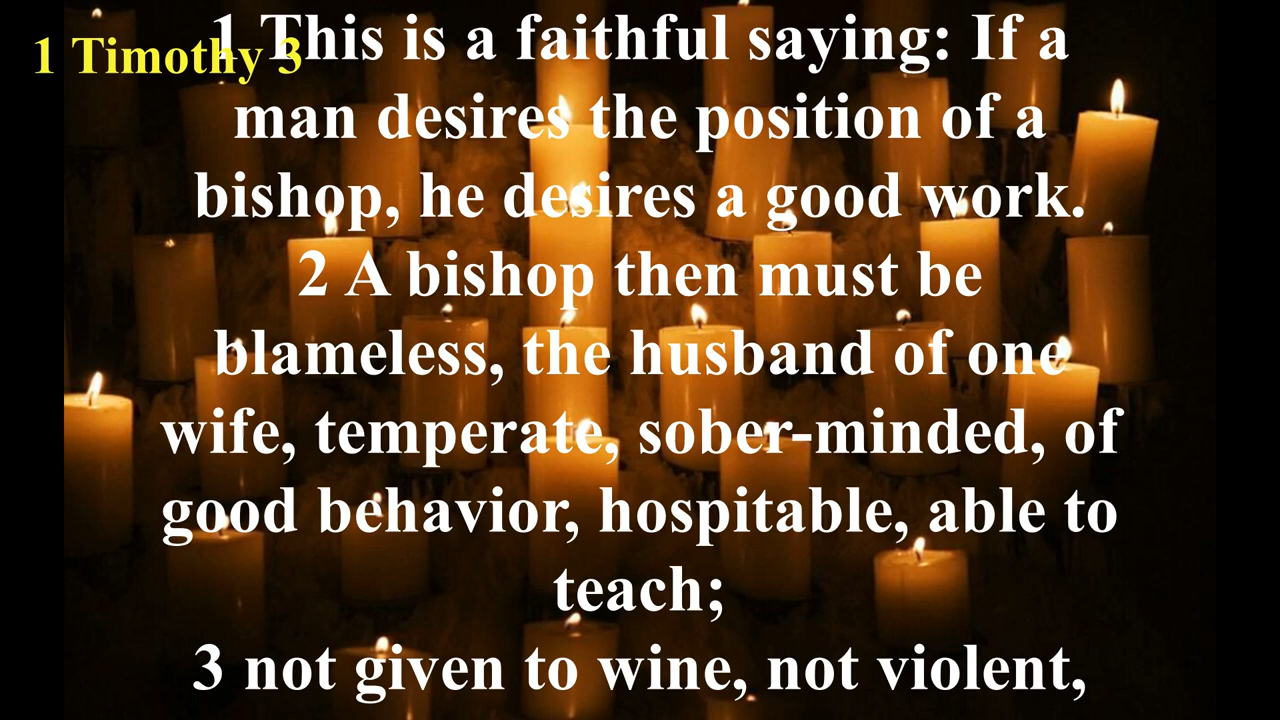 1 Timothy 3
1 This is a faithful saying: If a
man desires the position of a
bishop, he desires a good work.
2 A bishop then must be
blameless, the husband of one
wife, temperate, sober-minded, of
good behavior, hospitable, able to
teach;
3 not given to wine, not violent,